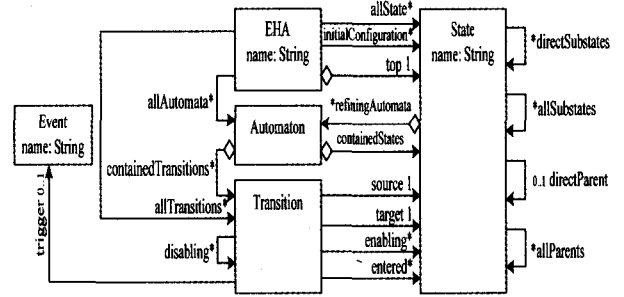 allState*
EHA
name: String
initialConfiguration*
top 1
State
name: String
*directSubstates
allAutomata*
*refiningAutomata
*allSubstates
Event
name: String
Automaton
containedStates
containedTransitions*
0..1 directParent
source 1
allTransitions*
Transition
target 1
trigger 0..1
disabling*
enabling*
*allParents
entered*